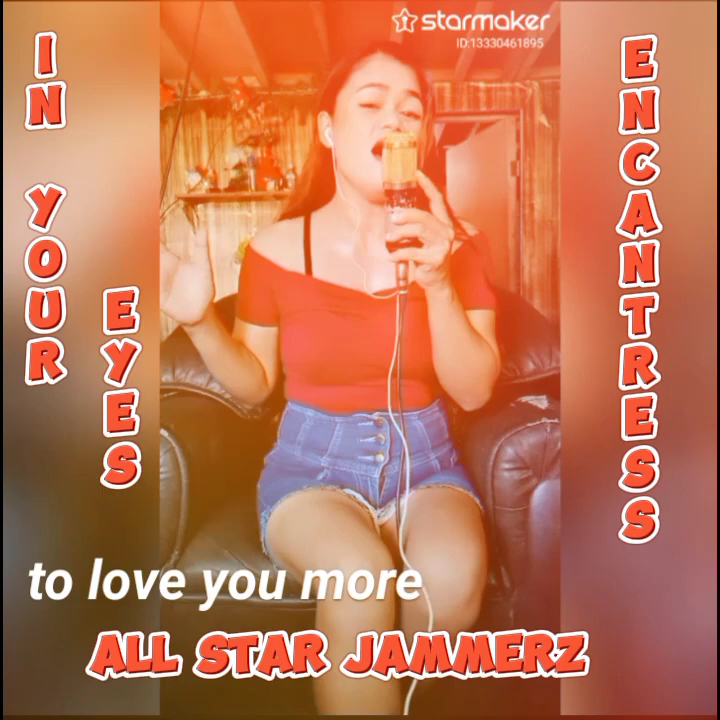 starmaker
ID:13330461895
IN
YOUR
EYES
ENCANTRESS
to love you more
ALL STAR JAMMERZ